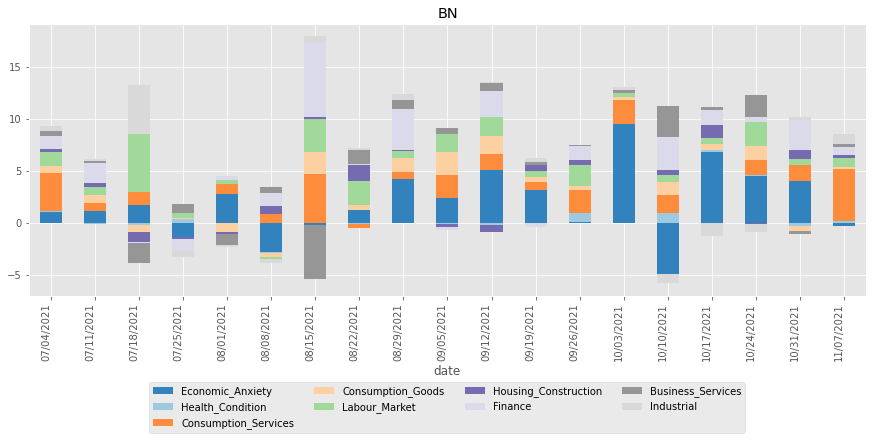 BN
15
10
5
0
−5
07/04/2021
07/11/2021
07/18/2021
07/25/2021
08/01/2021
08/08/2021
08/15/2021
08/22/2021
08/29/2021
09/05/2021
09/12/2021
09/19/2021
09/26/2021
10/03/2021
10/10/2021
10/17/2021
10/24/2021
10/31/2021
11/07/2021
date
Economic_Anxiety
Health_Condition
Consumption_Services
Consumption_Goods
Labour_Market
Housing_Construction
Finance
Business_Services
Industrial